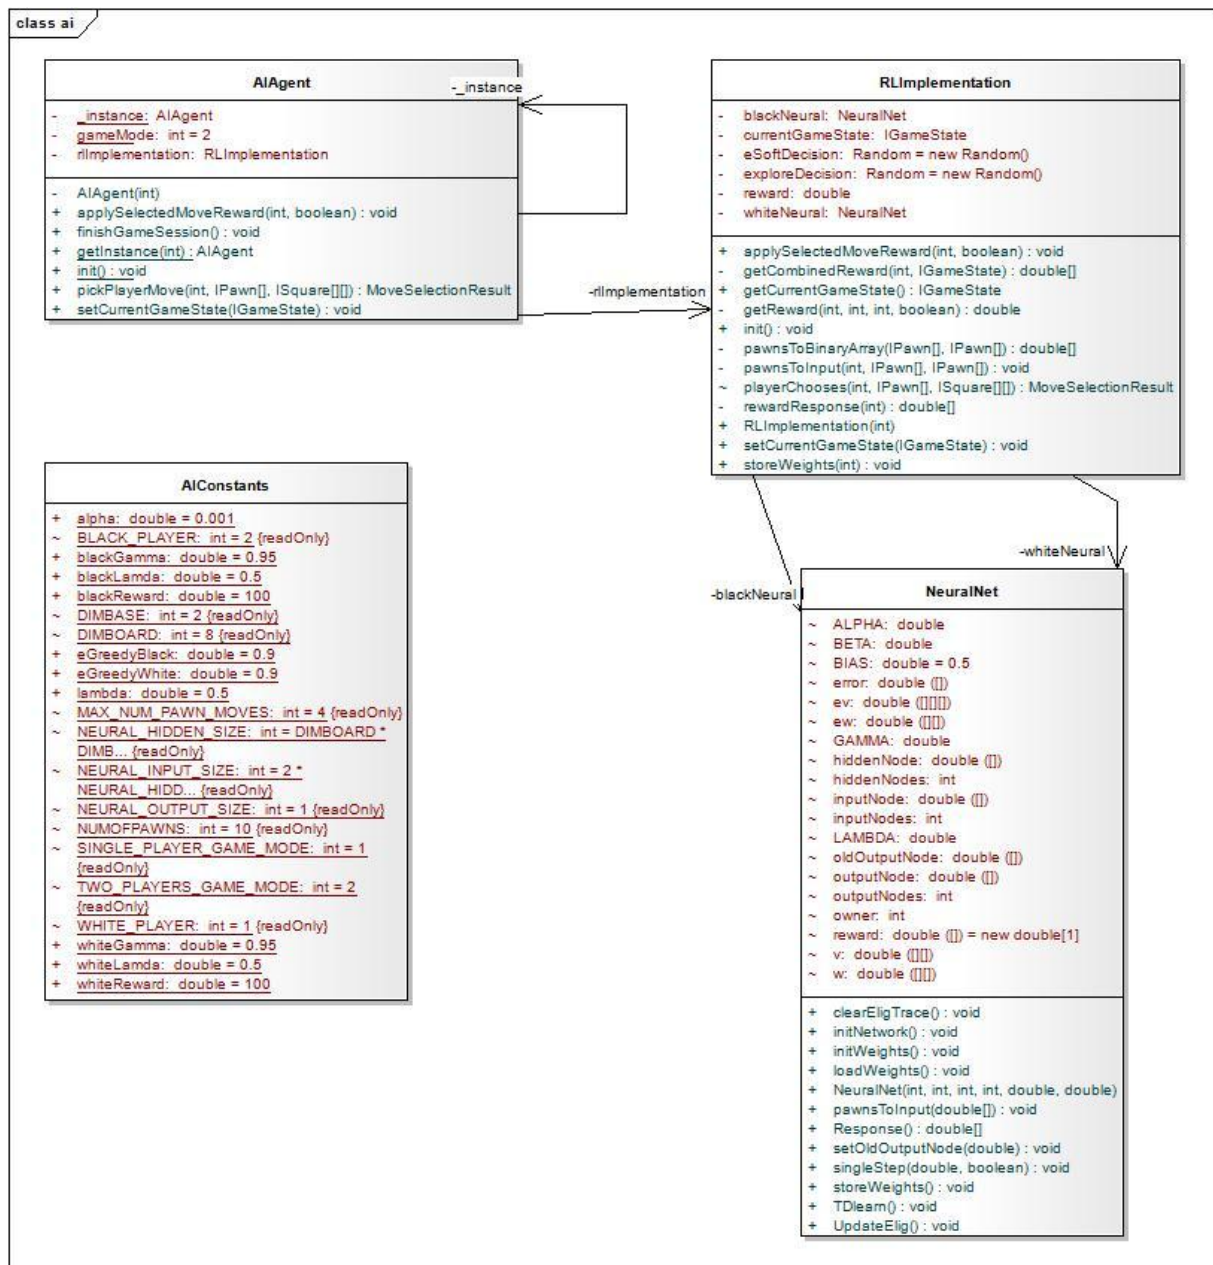 class ai
AIAgent
- _instance: AIAgent
- gameMode: int = 2
- rlImplementation: RLImplementation
- AIAgent(int)
+ applySelectedMoveReward(int, boolean) : void
+ finishGameSession() : void
+ getInstance(int) : AIAgent
+ init() : void
+ pickPlayerMove(int, IPawn[], ISquare[][]) : MoveSelectionResult
+ setCurrentGameState(IGameState) : void
-_instance
-rlImplementation
RLImplementation
- blackNeural: NeuralNet
- currentGameState: IGameState
- eSoftDecision: Random = new Random()
- exploreDecision: Random = new Random()
- reward: double
- whiteNeural: NeuralNet
+ applySelectedMoveReward(int, boolean) : void
- getCombinedReward(int, IGameState) : double[]
+ getCurrentGameState() : IGameState
- getReward(int, int, int, boolean) : double
+ init() : void
- pawnsToBinaryArray(IPawn[], IPawn[]) : double[]
- pawnsToInput(int, IPawn[], IPawn[]) : void
~ playerChooses(int, IPawn[], ISquare[][]) : MoveSelectionResult
- rewardResponse(int) : double[]
+ RLImplementation(int)
+ setCurrentGameState(IGameState) : void
+ storeWeights(int) : void
AIConstants
+ alpha: double = 0.001
~ BLACK_PLAYER: int = 2 {readOnly}
+ blackGamma: double = 0.95
+ blackLamda: double = 0.5
+ blackReward: double = 100
~ DIMBASE: int = 2 {readOnly}
~ DIMBOARD: int = 8 {readOnly}
+ eGreedyBlack: double = 0.9
+ eGreedyWhite: double = 0.9
+ lambda: double = 0.5
~ MAX_NUM_PAWN_MOVES: int = 4 {readOnly}
~ NEURAL_HIDDEN_SIZE: int = DIMBOARD *
DIMB... {readOnly}
~ NEURAL_INPUT_SIZE: int = 2 *
NEURAL_HIDD... {readOnly}
~ NEURAL_OUTPUT_SIZE: int = 1 {readOnly}
~ NUMOFPAWNS: int = 10 {readOnly}
~ SINGLE_PLAYER_GAME_MODE: int = 1
{readOnly}
~ TWO_PLAYERS_GAME_MODE: int = 2
{readOnly}
~ WHITE_PLAYER: int = 1 {readOnly}
+ whiteGamma: double = 0.95
+ whiteLamda: double = 0.5
+ whiteReward: double = 100
-whiteNeural
-blackNeural
NeuralNet
~ ALPHA: double
~ BETA: double
~ BIAS: double = 0.5
~ error: double ([])
~ ev: double ([][][])
~ ew: double ([][])
~ GAMMA: double
~ hiddenNode: double ([])
~ hiddenNodes: int
~ inputNode: double ([])
~ inputNodes: int
~ LAMBDA: double
~ oldOutputNode: double ([])
~ outputNode: double ([])
~ outputNodes: int
~ owner: int
~ reward: double ([]) = new double[1]
~ v: double ([][])
~ w: double ([][])
+ clearEligTrace() : void
+ initNetwork() : void
+ initWeights() : void
+ loadWeights() : void
+ NeuralNet(int, int, int, int, double, double)
+ pawnsToInput(double[]) : void
+ Response() : double[]
+ setOldOutputNode(double) : void
+ singleStep(double, boolean) : void
+ storeWeights() : void
+ TDlearn() : void
+ UpdateElig() : void